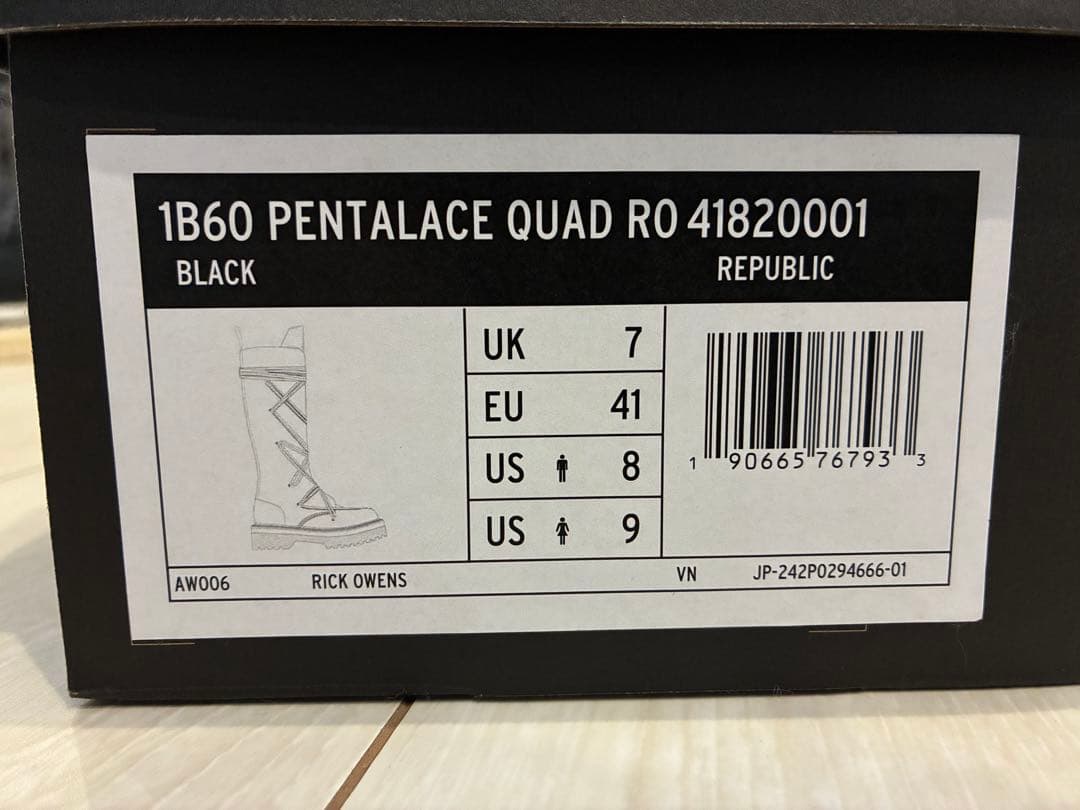 1B60 PENTALACE QUAD RO 41820001
BLACK REPUBLIC
UK 7
EU 41
US 8
US 9
1 90665 76793 3
AW006 RICK OWENS VN JP-242P0294666-01